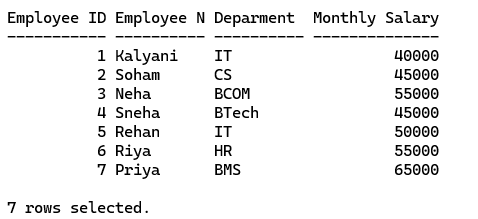 Employee ID Employee N Deparment  Monthly Salary
----------- ---------- ---------- --------------
          1 Kalyani    IT                  40000
          2 Soham      CS                  45000
          3 Neha       BCOM                55000
          4 Sneha      BTech               45000
          5 Rehan      IT                  50000
          6 Riya       HR                  55000
          7 Priya      BMS                 65000

7 rows selected.